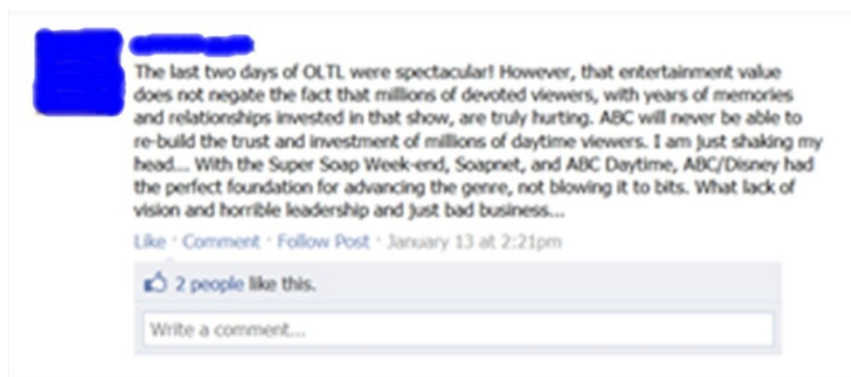 The last two days of OLTL were spectacular! However, that entertainment value
does not negate the fact that millions of devoted viewers, with years of memories
and relationships invested in that show, are truly hurting. ABC will never be able to
re-build the trust and investment of millions of daytime viewers. I am just shaking my
head.... With the Super Soap Week-end, Soapnet, and ABC Daytime, ABC/Disney had
the perfect foundation for advancing the genre, not blowing it to bits. What lack of
vision and horrible leadership and just bad business...
Like · Comment · Follow Post · January 13 at 2:21pm
2 people like this.
Write a comment...